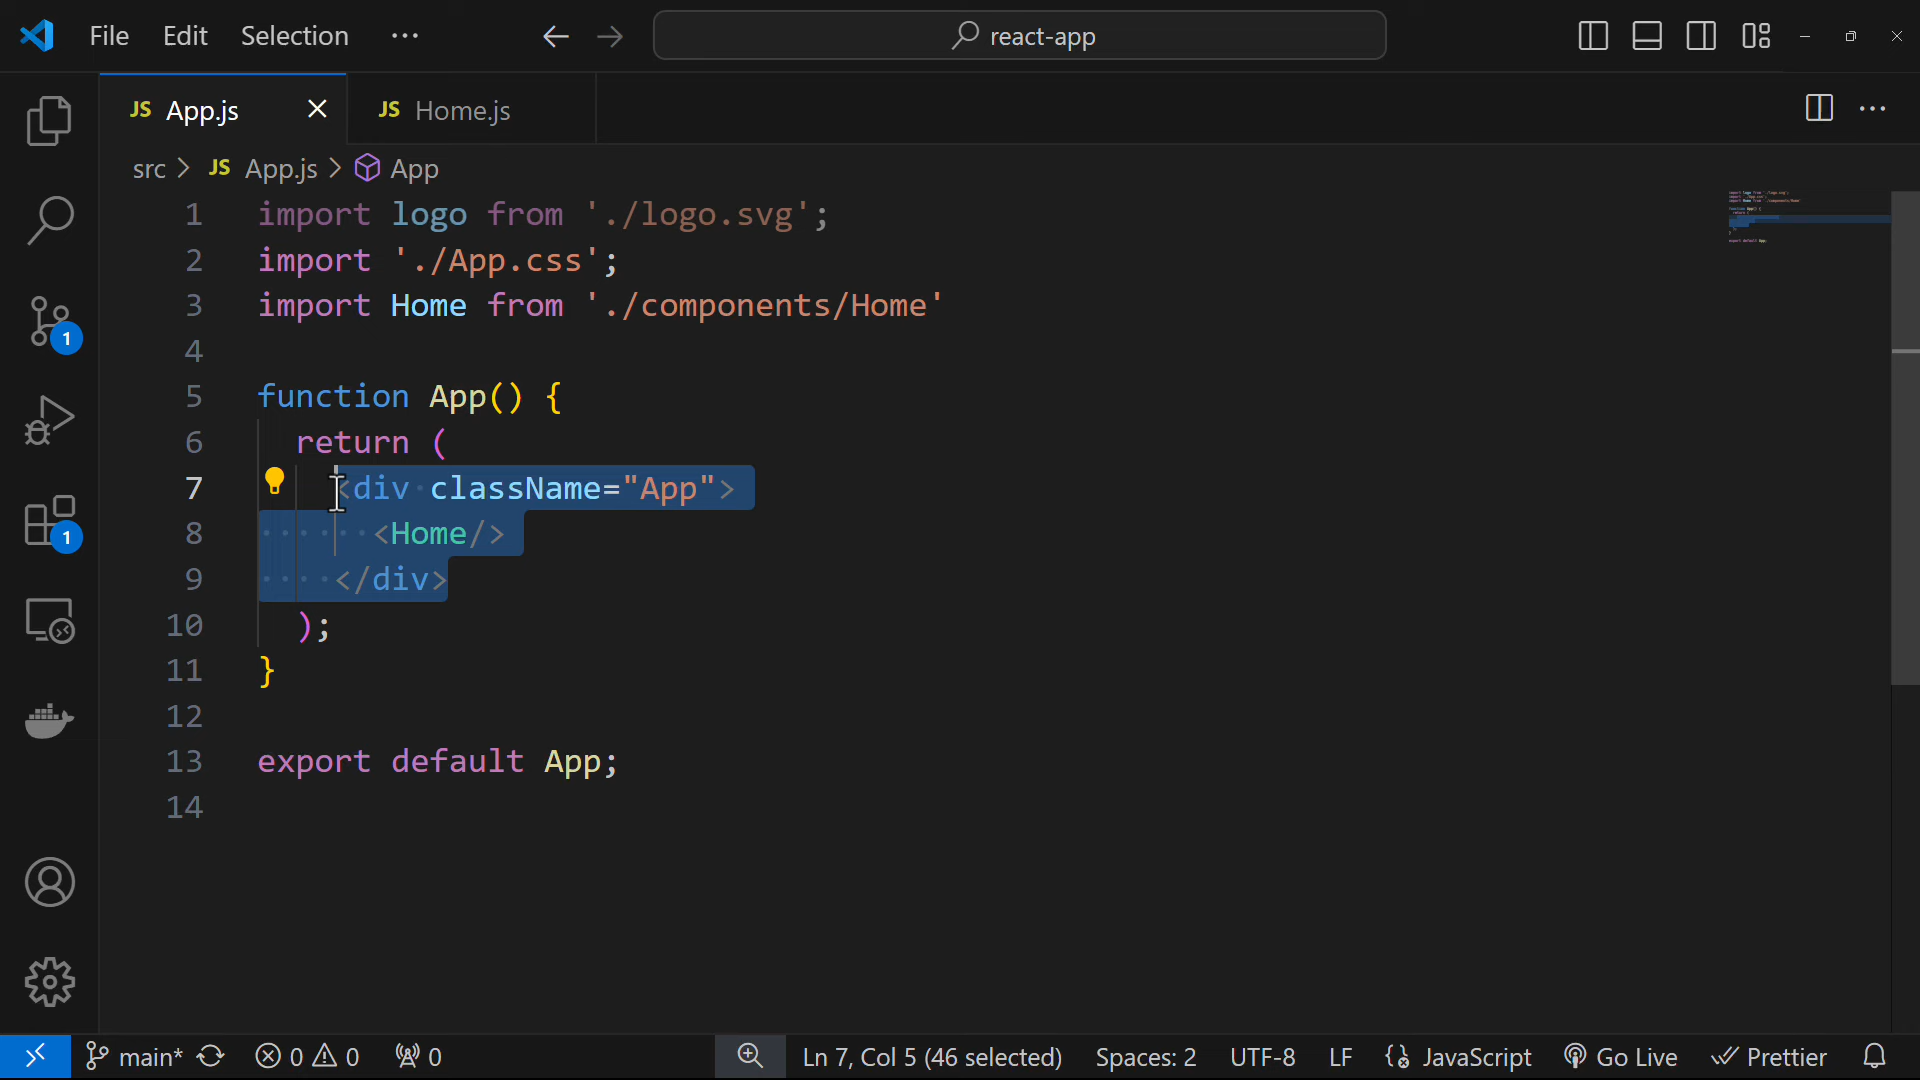 File Edit Selection ··· react-app
JS App.js JS Home.js
src > JS App.js > App
1 import logo from './logo.svg';
2 import './App.css';
3 import Home from './components/Home'
4
5 function App() {
6 return (
7 <div className="App">
8 <Home/>
9 </div>
10 );
11 }
12
13 export default App;
14
1
1
main* 0 0 0 Ln 7, Col 5 (46 selected) Spaces: 2 UTF-8 LF JavaScript Go Live Prettier